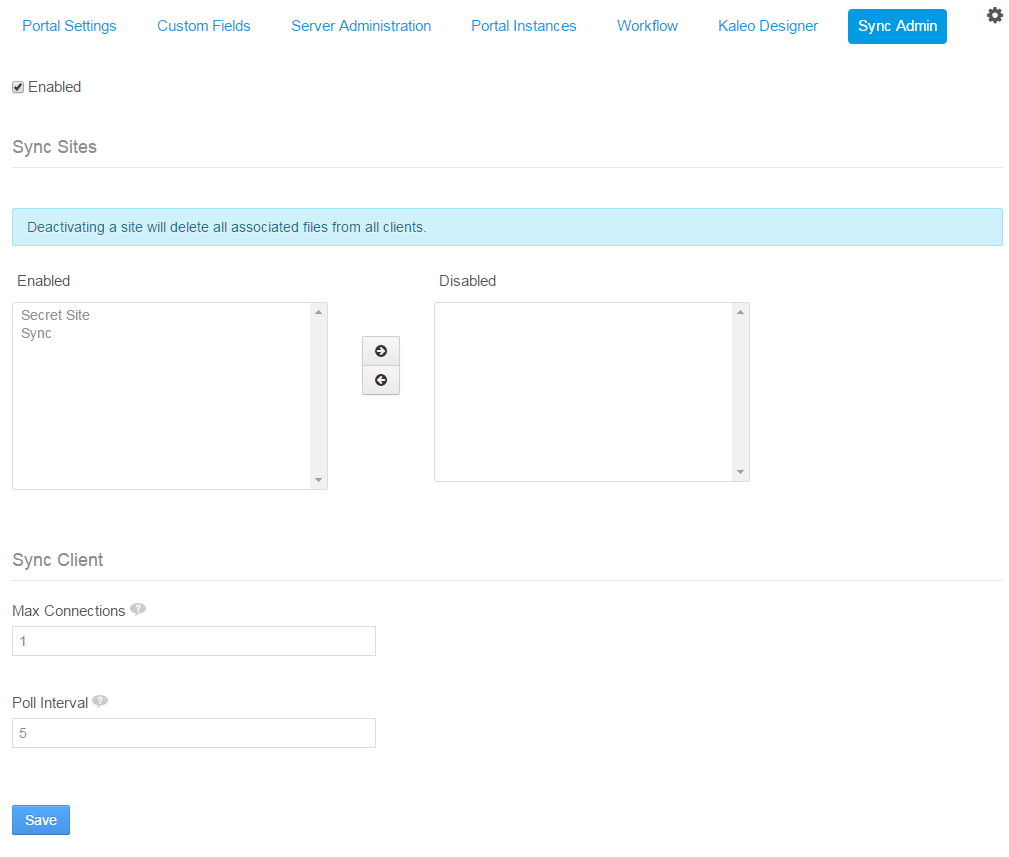 Portal Settings Custom Fields Server Administration Portal Instances Workflow Kaleo Designer Sync Admin
Enabled
Sync Sites
Deactivating a site will delete all associated files from all clients.
Enabled Disabled
Secret Site
Sync
Sync Client
Max Connections ?
1
Poll Interval ?
5
Save